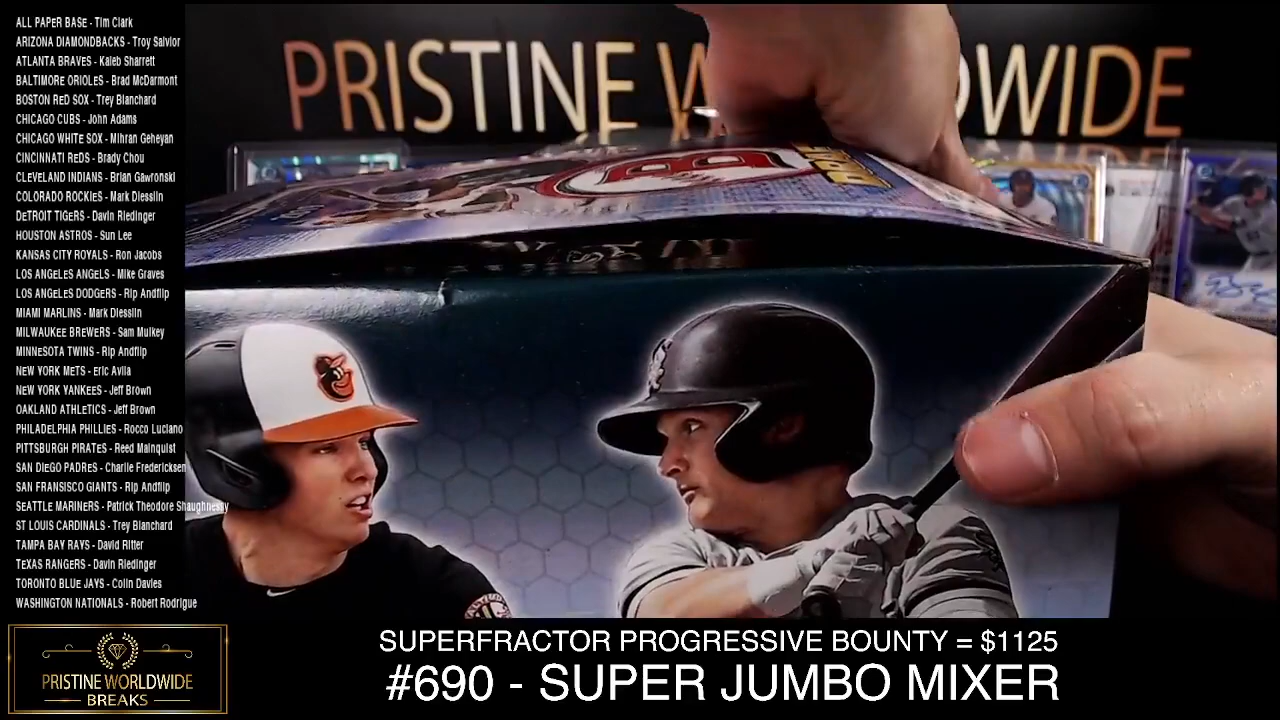 ALL PAPER BASE - Tim Clark
ARIZONA DIAMONDBACKS - Troy Salvior
ATLANTA BRAVES - Kaleb Sharrett
BALTIMORE ORIOLES - Brad McDarmont
BOSTON ReD SOX - Trey Blanchard
CHICAGO CUBS - John Adams
CHICAGO WHITe SOX - Mihran Geheyan
CINCINNATI ReDS - Brady Chou
CLEVELAND INDIANS - Brian Gawronski
COLORADO ROCKIeS - Mark Diesslin
DeTROIT TIGERS - Davin Riedinger
HOUSTON ASTROS - Sun Lee
KANSAS CITY ROYALS - Ron Jacobs
LOS ANGELeS ANGELS - Mike Graves
LOS ANGELeS DODGERS - Rip Andflip
MIAMI MARLINS - Mark Diesslin
MILWAUKEE BReWERS - Sam Mulkey
MINNeSOTA TWINS - Rip Andflip
NEW YORK METS - Eric Avila
NEW YORK YANKEeS - Jeff Brown
OAKLAND ATHLETICS - Jeff Brown
PHILADELPHIA PHILLIES - Rocco Luciano
PITTSBURGH PIRATeS - Reed Mainquist
SAN DIeGO PADReS - Charlie Fredericksen
SAN FRANSISCO GIANTS - Rip Andflip
SEATTLE MARINERS - Patrick Theodore Shaughnessy
ST LOUIS CARDINALS - Trey Blanchard
TAMPA BAY RAYS - David Ritter
TeXAS RANGERS - Davin Riedinger
TORONTO BLUe JAYS - Colin Davies
WASHINGTON NATIONALS - Robert Rodrigue
PRISTINE W WIDE
B
PRISTINE WORLDWIDE
BREAKS
SUPERFRACTOR PROGRESSIVE BOUNTY = $1125
#690 - SUPER JUMBO MIXER